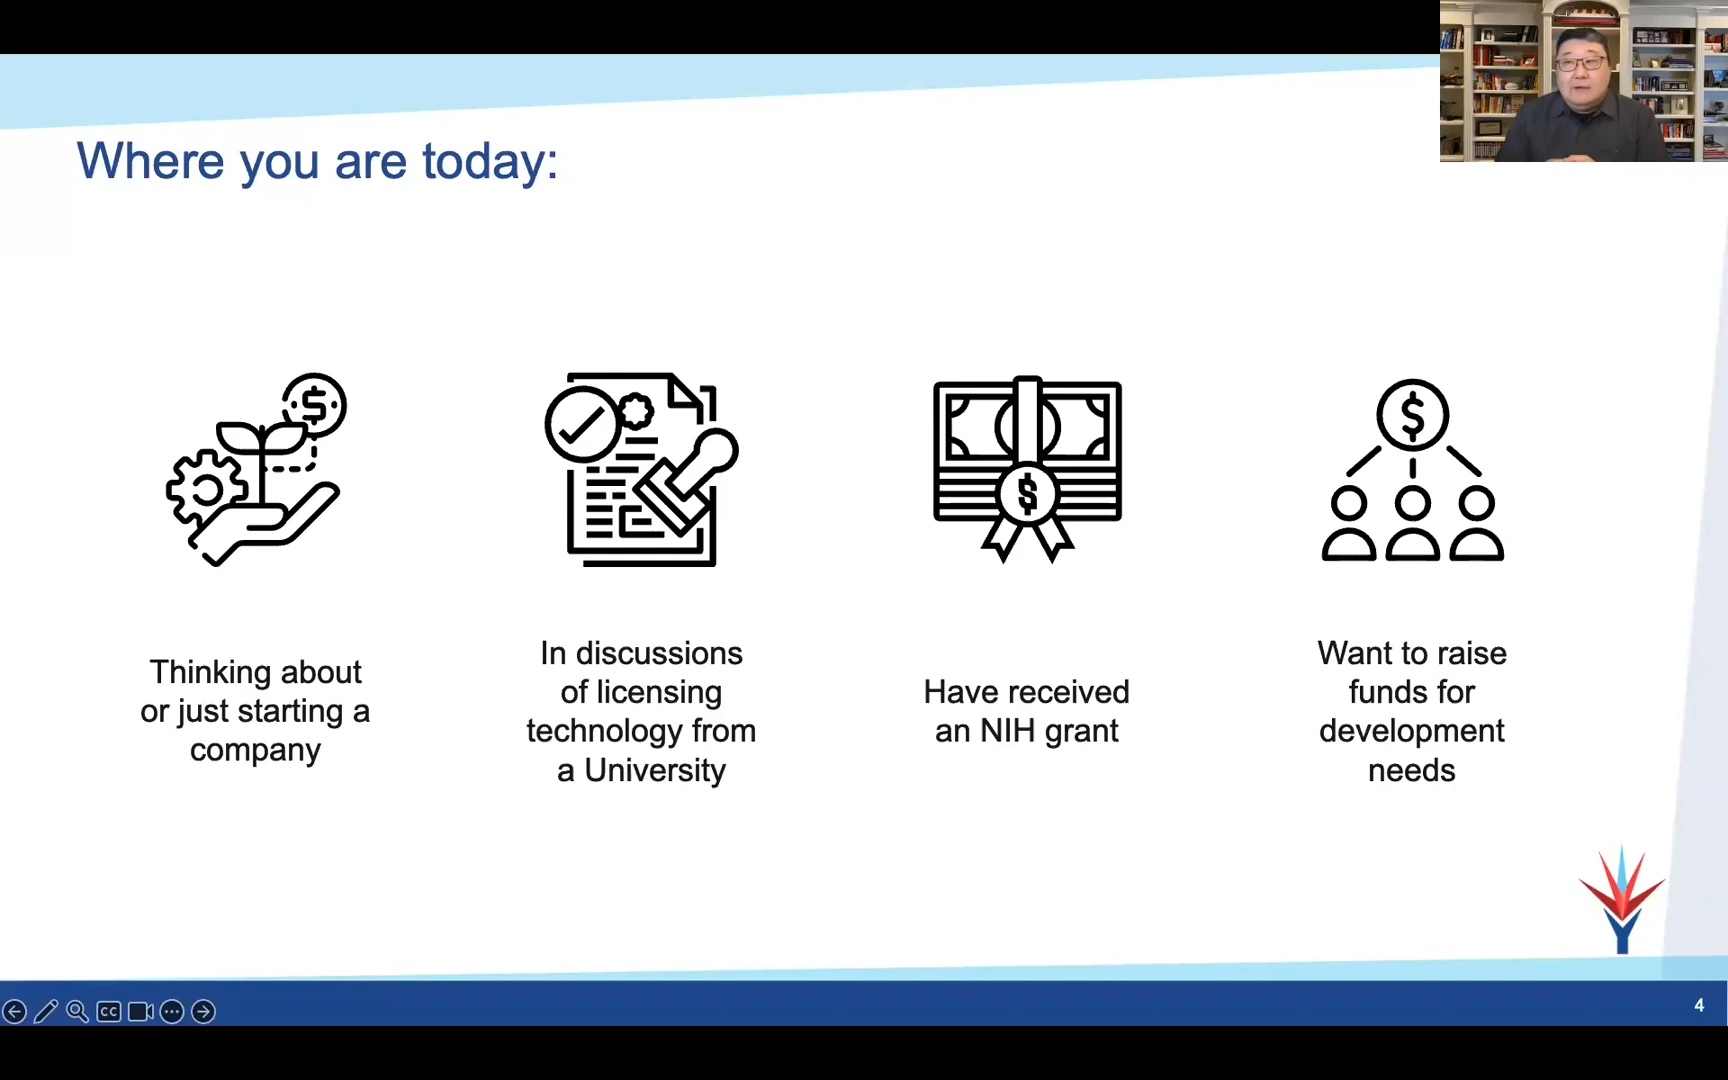 Where you are today:
Thinking about
or just starting a
company
In discussions
of licensing
technology from
a University
Have received
an NIH grant
Want to raise
funds for
development
needs
CC
4